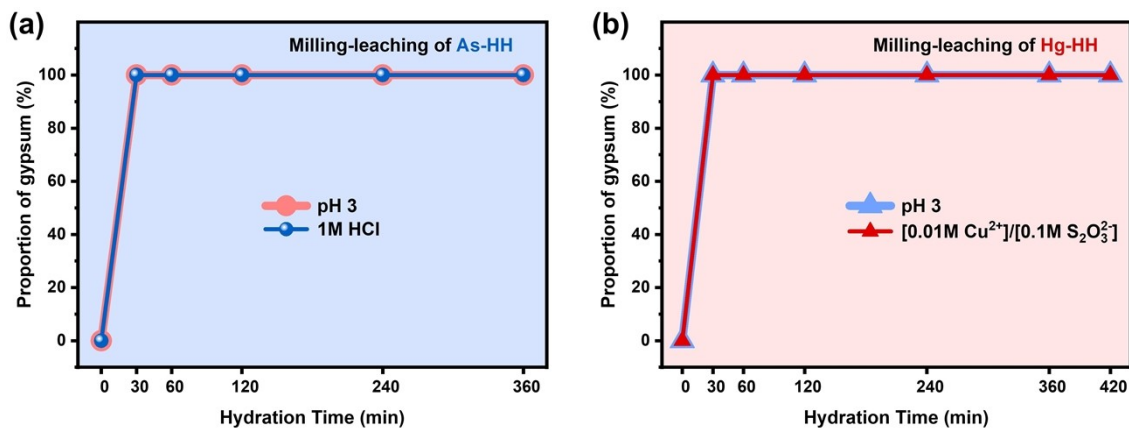 (a)
Milling-leaching of As-HH
Proportion of gypsum (%)
100
80
60
40
20
0
pH 3
1M HCl
0 30 60 120 240 360
Hydration Time (min)
(b)
Milling-leaching of Hg-HH
Proportion of gypsum (%)
100
80
60
40
20
0
pH 3
[0.01M Cu²⁺]/[0.1M S₂O₃²⁻]
0 30 60 120 240 360 420
Hydration Time (min)